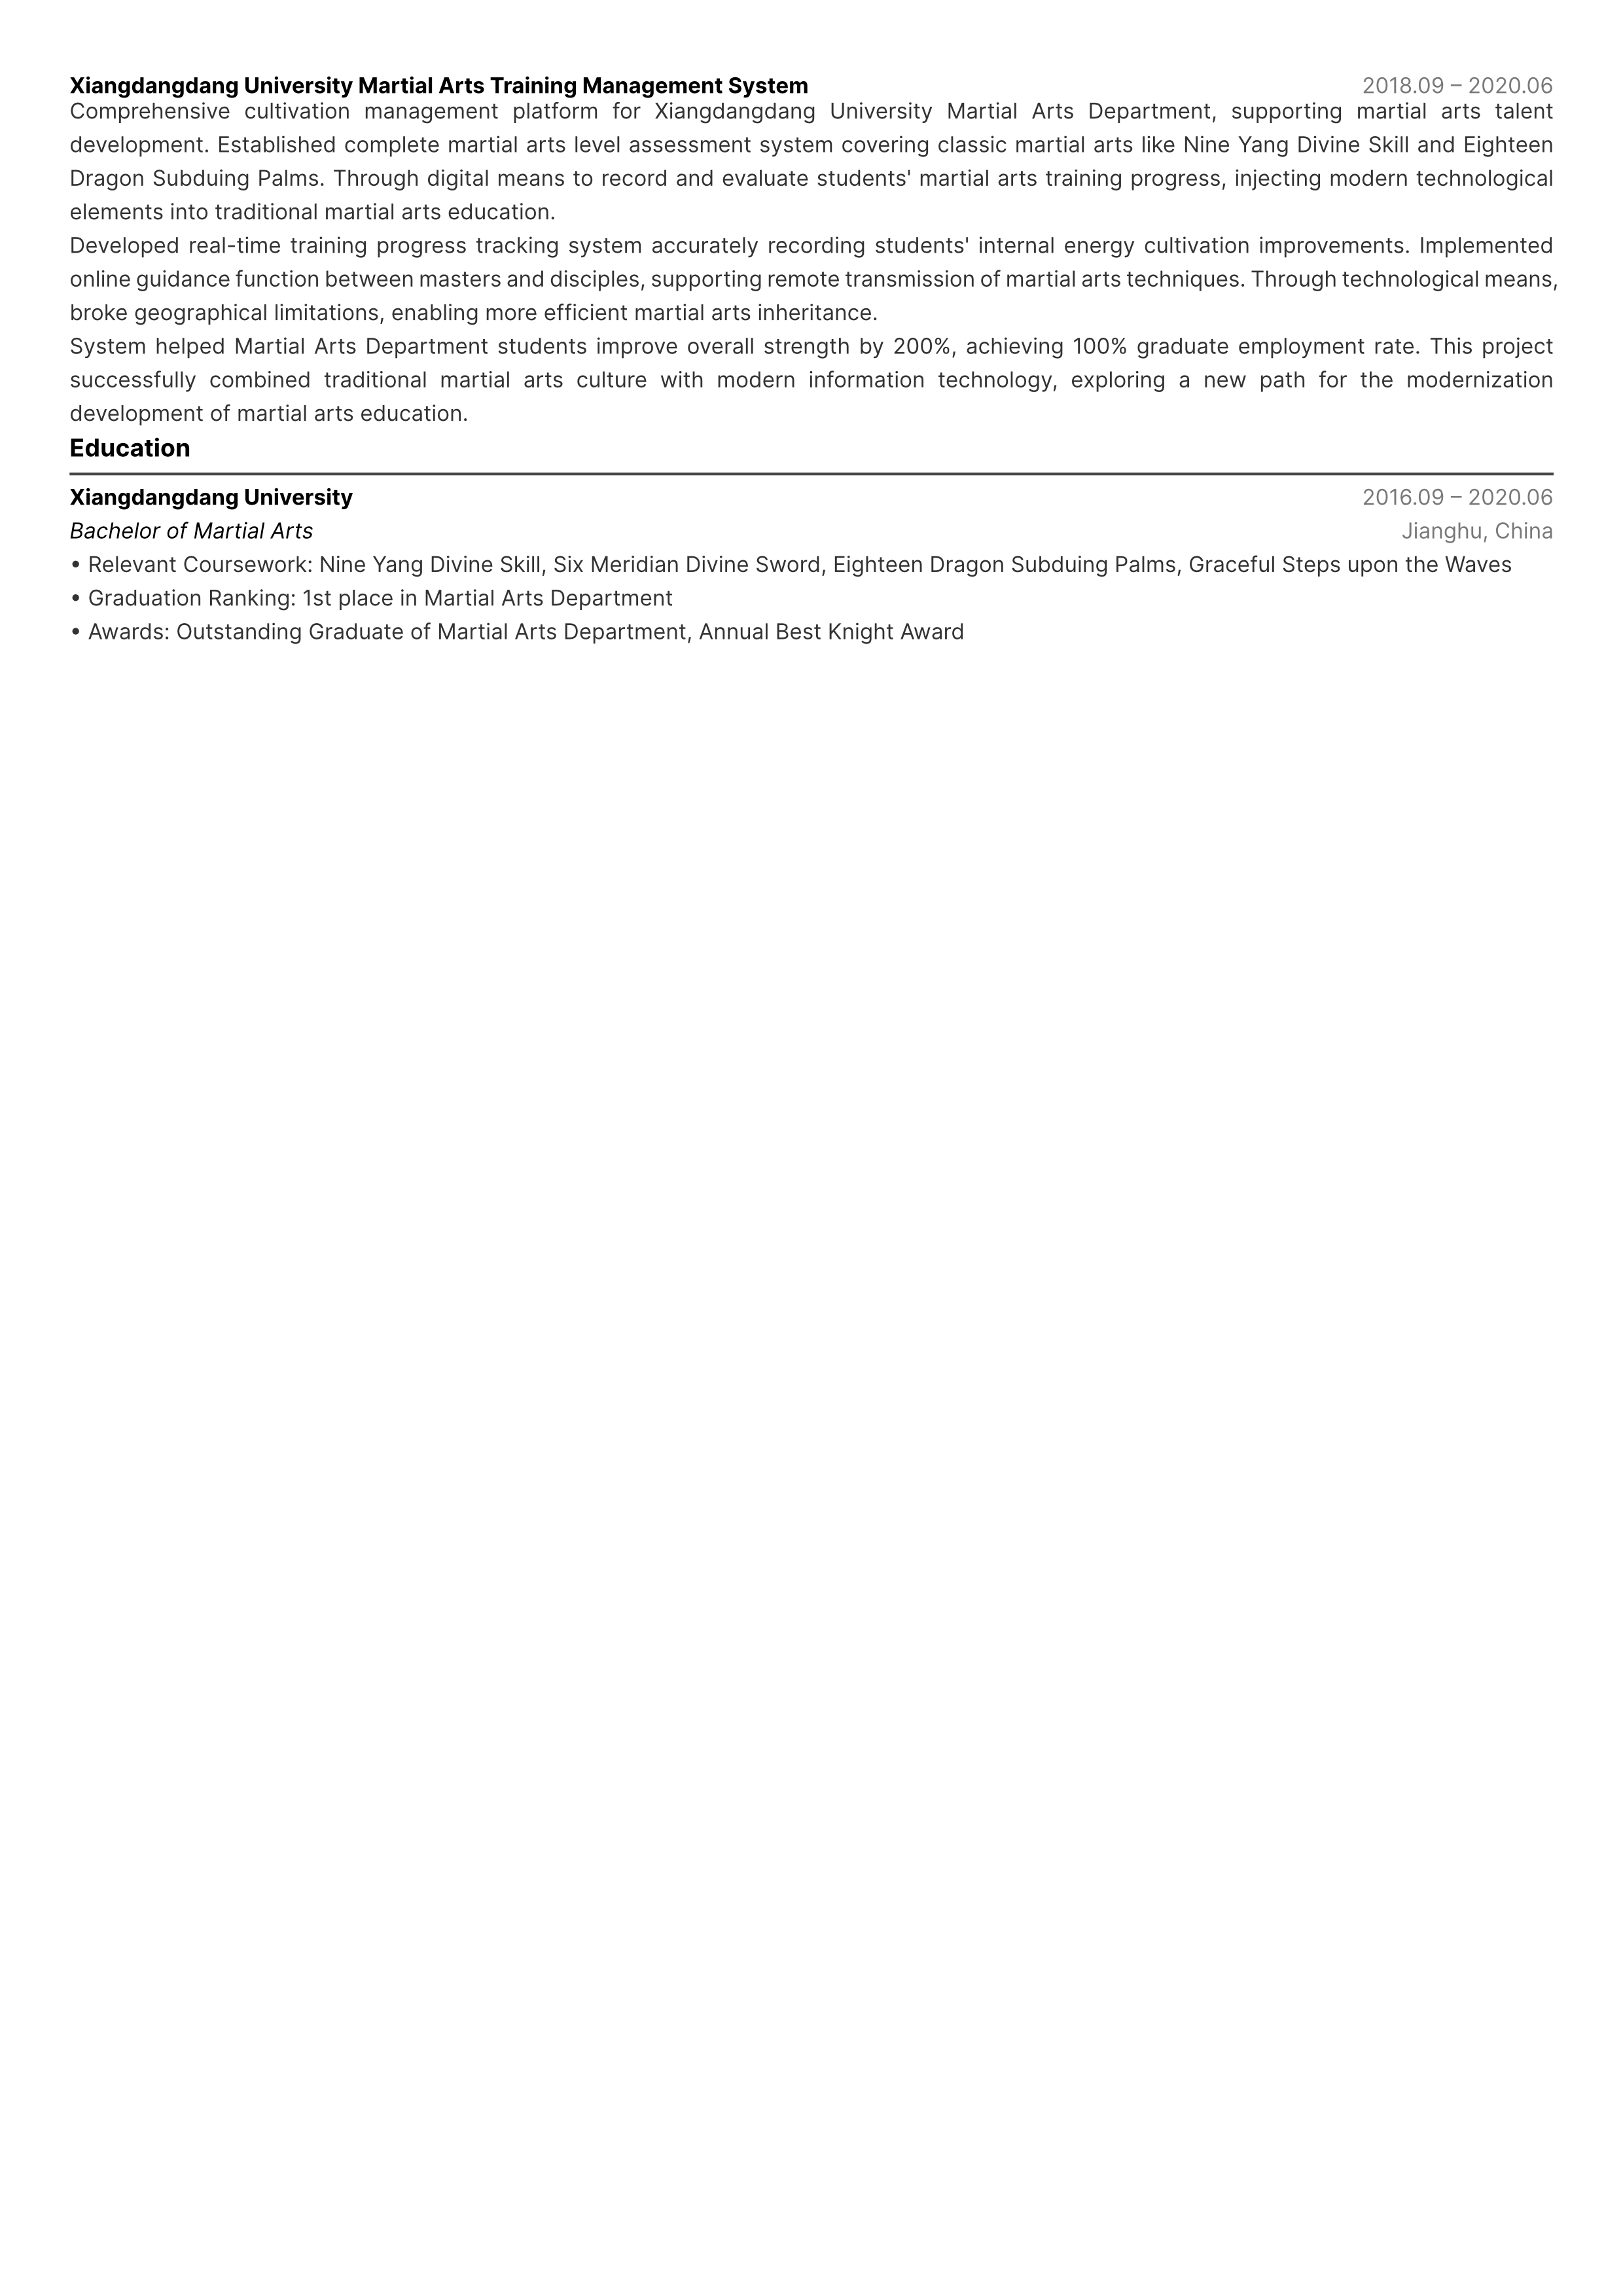 Xiangdangdang University Martial Arts Training Management System 2018.09 – 2020.06
Comprehensive cultivation management platform for Xiangdangdang University Martial Arts Department, supporting martial arts talent
development. Established complete martial arts level assessment system covering classic martial arts like Nine Yang Divine Skill and Eighteen
Dragon Subduing Palms. Through digital means to record and evaluate students' martial arts training progress, injecting modern technological
elements into traditional martial arts education.
Developed real-time training progress tracking system accurately recording students' internal energy cultivation improvements. Implemented
online guidance function between masters and disciples, supporting remote transmission of martial arts techniques. Through technological means,
broke geographical limitations, enabling more efficient martial arts inheritance.
System helped Martial Arts Department students improve overall strength by 200%, achieving 100% graduate employment rate. This project
successfully combined traditional martial arts culture with modern information technology, exploring a new path for the modernization
development of martial arts education.
Education
Xiangdangdang University 2016.09 – 2020.06
Bachelor of Martial Arts Jianghu, China
• Relevant Coursework: Nine Yang Divine Skill, Six Meridian Divine Sword, Eighteen Dragon Subduing Palms, Graceful Steps upon the Waves
• Graduation Ranking: 1st place in Martial Arts Department
• Awards: Outstanding Graduate of Martial Arts Department, Annual Best Knight Award